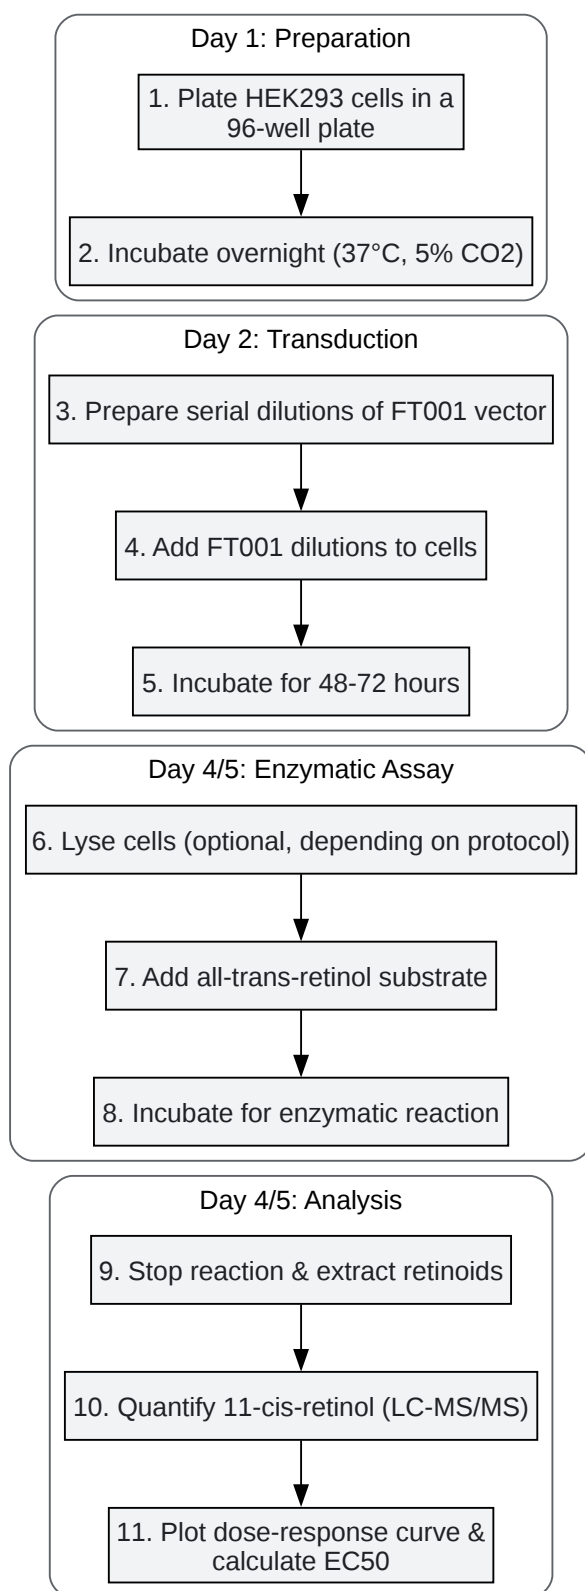 Day 1: Preparation
1. Plate HEK293 cells in a
96-well plate
2. Incubate overnight (37°C, 5% CO2)
Day 2: Transduction
3. Prepare serial dilutions of FT001 vector
4. Add FT001 dilutions to cells
5. Incubate for 48-72 hours
Day 4/5: Enzymatic Assay
6. Lyse cells (optional, depending on protocol)
7. Add all-trans-retinol substrate
8. Incubate for enzymatic reaction
Day 4/5: Analysis
9. Stop reaction & extract retinoids
10. Quantify 11-cis-retinol (LC-MS/MS)
11. Plot dose-response curve &
calculate EC50